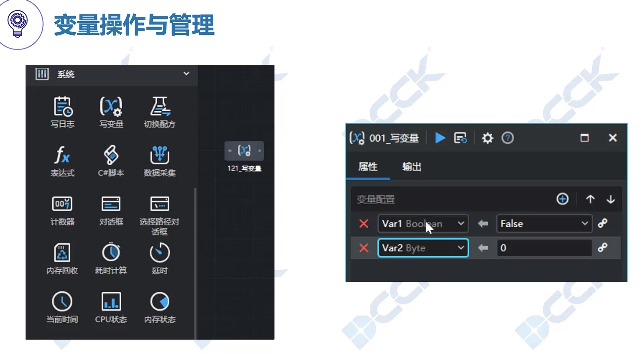 变量操作与管理
系统
写日志 写变量 切换配方
表达式 C#脚本 数据采集
计数器 对话框 选择路径对话框
内存回收 耗时计算 延时
当前时间 CPU状态 内存状态
121_写变量
001_写变量
属性 输出
变量配置
Var1 Boolean False
Var2 Byte 0
DCCK
DCCK
DCCK
DCCK